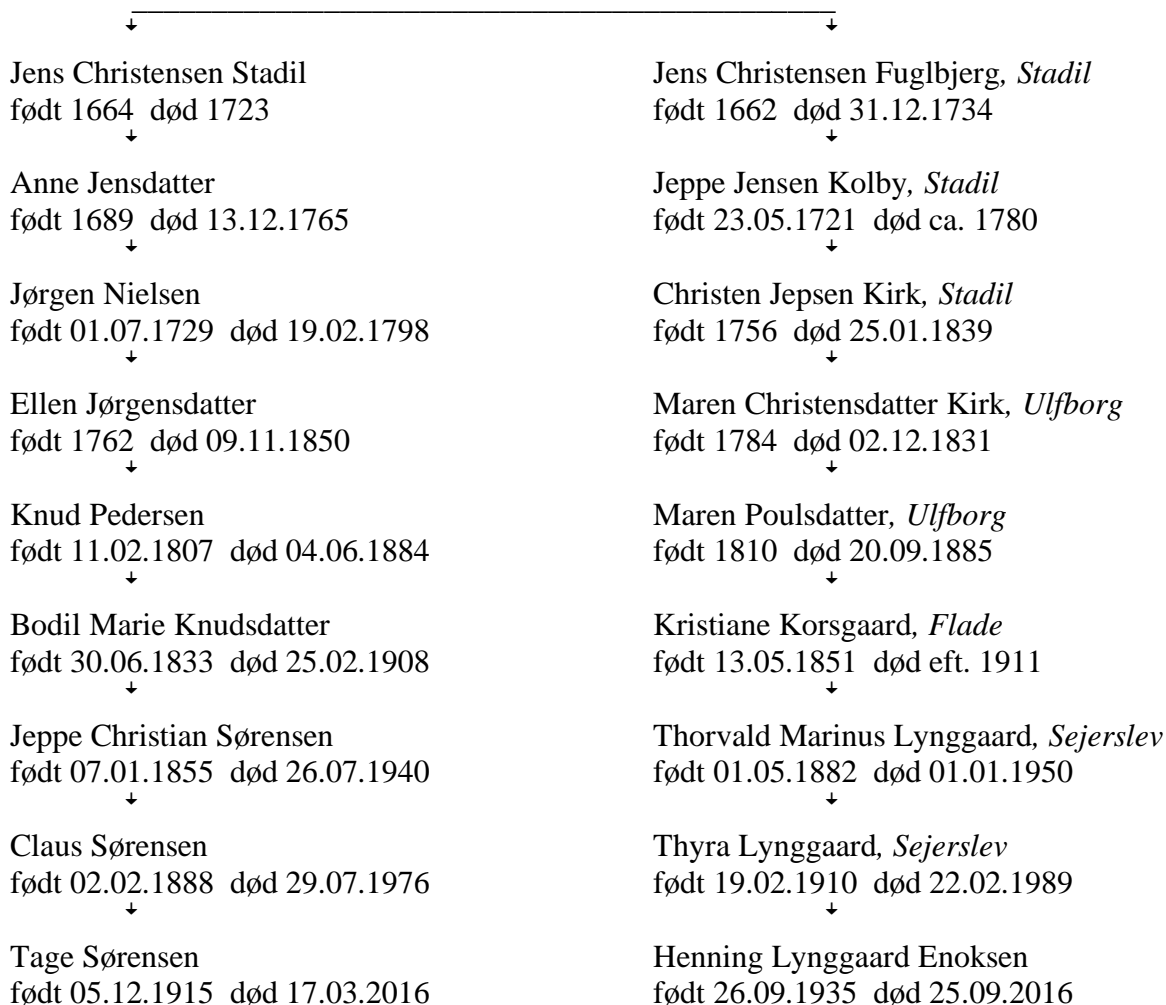 Jens Christensen Stadil
født 1664 død 1723
Anne Jensdatter
født 1689 død 13.12.1765
Jørgen Nielsen
født 01.07.1729 død 19.02.1798
Ellen Jørgensdatter
født 1762 død 09.11.1850
Knud Pedersen
født 11.02.1807 død 04.06.1884
Bodil Marie Knudsdatter
født 30.06.1833 død 25.02.1908
Jeppe Christian Sørensen
født 07.01.1855 død 26.07.1940
Claus Sørensen
født 02.02.1888 død 29.07.1976
Tage Sørensen
født 05.12.1915 død 17.03.2016
Jens Christensen Fuglbjerg, Stadil
født 1662 død 31.12.1734
Jeppe Jensen Kolby, Stadil
født 23.05.1721 død ca. 1780
Christen Jepsen Kirk, Stadil
født 1756 død 25.01.1839
Maren Christensdatter Kirk, Ulfborg
født 1784 død 02.12.1831
Maren Poulsdatter, Ulfborg
født 1810 død 20.09.1885
Kristiane Korsgaard, Flade
født 13.05.1851 død eft. 1911
Thorvald Marinus Lynggaard, Sejerslev
født 01.05.1882 død 01.01.1950
Thyra Lynggaard, Sejerslev
født 19.02.1910 død 22.02.1989
Henning Lynggaard Enoksen
født 26.09.1935 død 25.09.2016